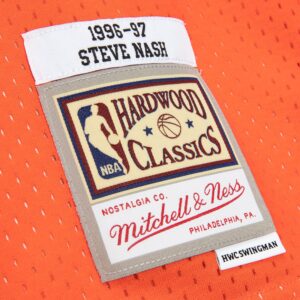 1996-97
STEVE NASH
HARDWOOD
CLASSICS
NBA
NOSTALGIA CO.
Mitchell & Ness
PHILADELPHIA, PA.
HWC SWINGMAN